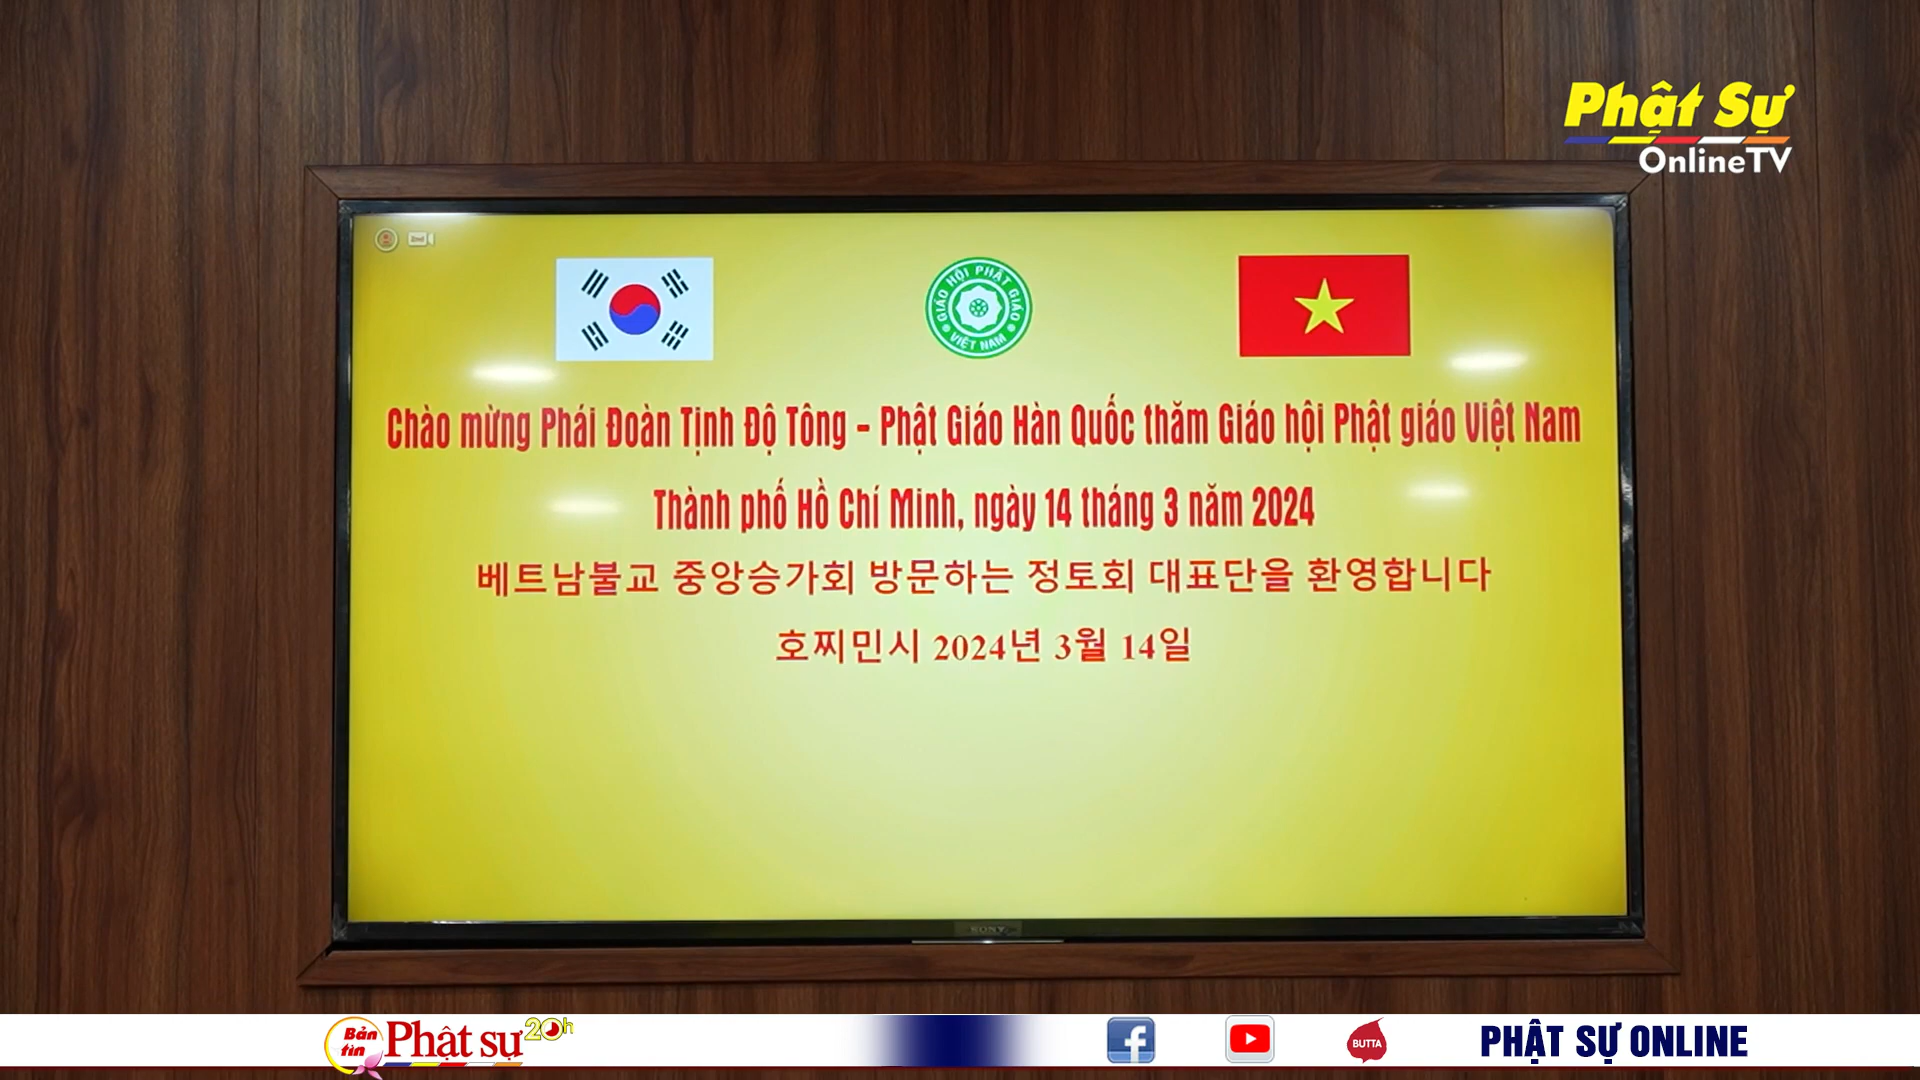 Phật Sự
OnlineTV
GIÁO HỘI PHẬT GIÁO
VIỆT NAM
Chào mừng Phái Đoàn Tịnh Độ Tông - Phật Giáo Hàn Quốc thăm Giáo hội Phật giáo Việt Nam
Thành phố Hồ Chí Minh, ngày 14 tháng 3 năm 2024
베트남불교 중앙승가회 방문하는 정토회 대표단을 환영합니다
호찌민시 2024년 3월 14일
SONY
Bản tin Phật sự 20h
BUTTA
PHẬT SỰ ONLINE